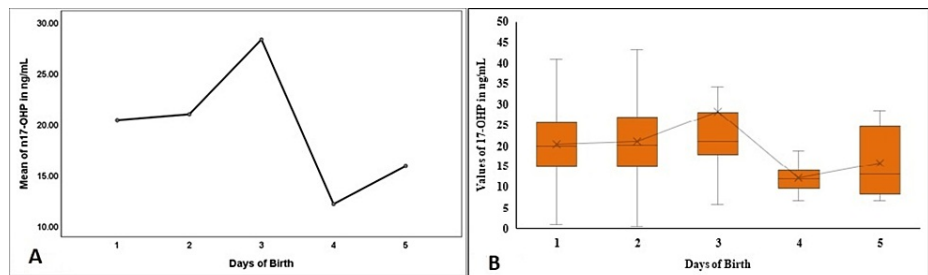 30.00
25.00
20.00
15.00
10.00
Mean of n17-OHP in ng/mL
1 2 3 4 5
Days of Birth
A
50
45
40
35
30
25
20
15
10
5
0
Values of 17-OHP in ng/mL
1 2 3 4 5
Days of Birth
B